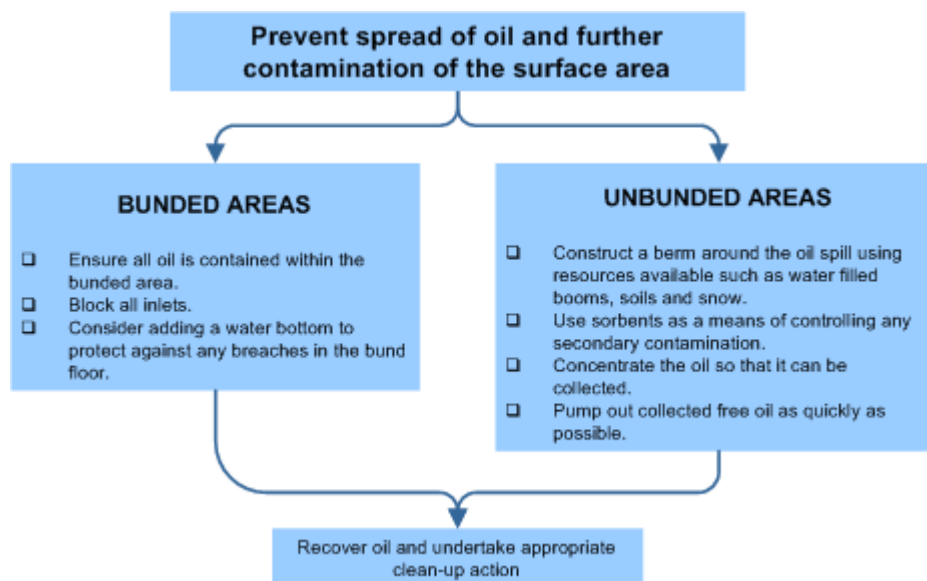 Prevent spread of oil and further
contamination of the surface area
BUNDED AREAS
❑ Ensure all oil is contained within the
bunded area.
❑ Block all inlets.
❑ Consider adding a water bottom to
protect against any breaches in the bund
floor.
UNBUNDED AREAS
❑ Construct a berm around the oil spill using
resources available such as water filled
booms, soils and snow.
❑ Use sorbents as a means of controlling any
secondary contamination.
❑ Concentrate the oil so that it can be
collected.
❑ Pump out collected free oil as quickly as
possible.
Recover oil and undertake appropriate
clean-up action